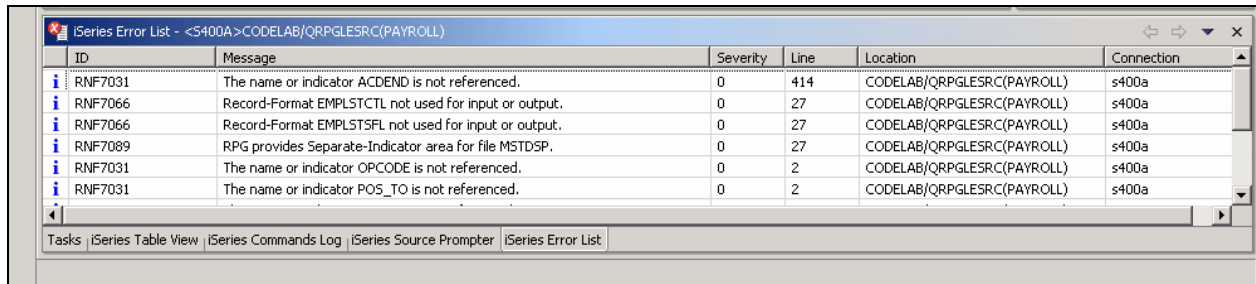 iSeries Error List - <S400A>CODELAB/QRPGLESRC(PAYROLL)
ID Message Severity Line Location Connection
RNF7031 The name or indicator ACDEND is not referenced. 0 414 CODELAB/QRPGLESRC(PAYROLL) s400a
RNF7066 Record-Format EMPLSTCTL not used for input or output. 0 27 CODELAB/QRPGLESRC(PAYROLL) s400a
RNF7066 Record-Format EMPLSTSFL not used for input or output. 0 27 CODELAB/QRPGLESRC(PAYROLL) s400a
RNF7089 RPG provides Separate-Indicator area for file MSTDSP. 0 27 CODELAB/QRPGLESRC(PAYROLL) s400a
RNF7031 The name or indicator OPCODE is not referenced. 0 2 CODELAB/QRPGLESRC(PAYROLL) s400a
RNF7031 The name or indicator POS_TO is not referenced. 0 2 CODELAB/QRPGLESRC(PAYROLL) s400a
Tasks iSeries Table View iSeries Commands Log iSeries Source Prompter iSeries Error List